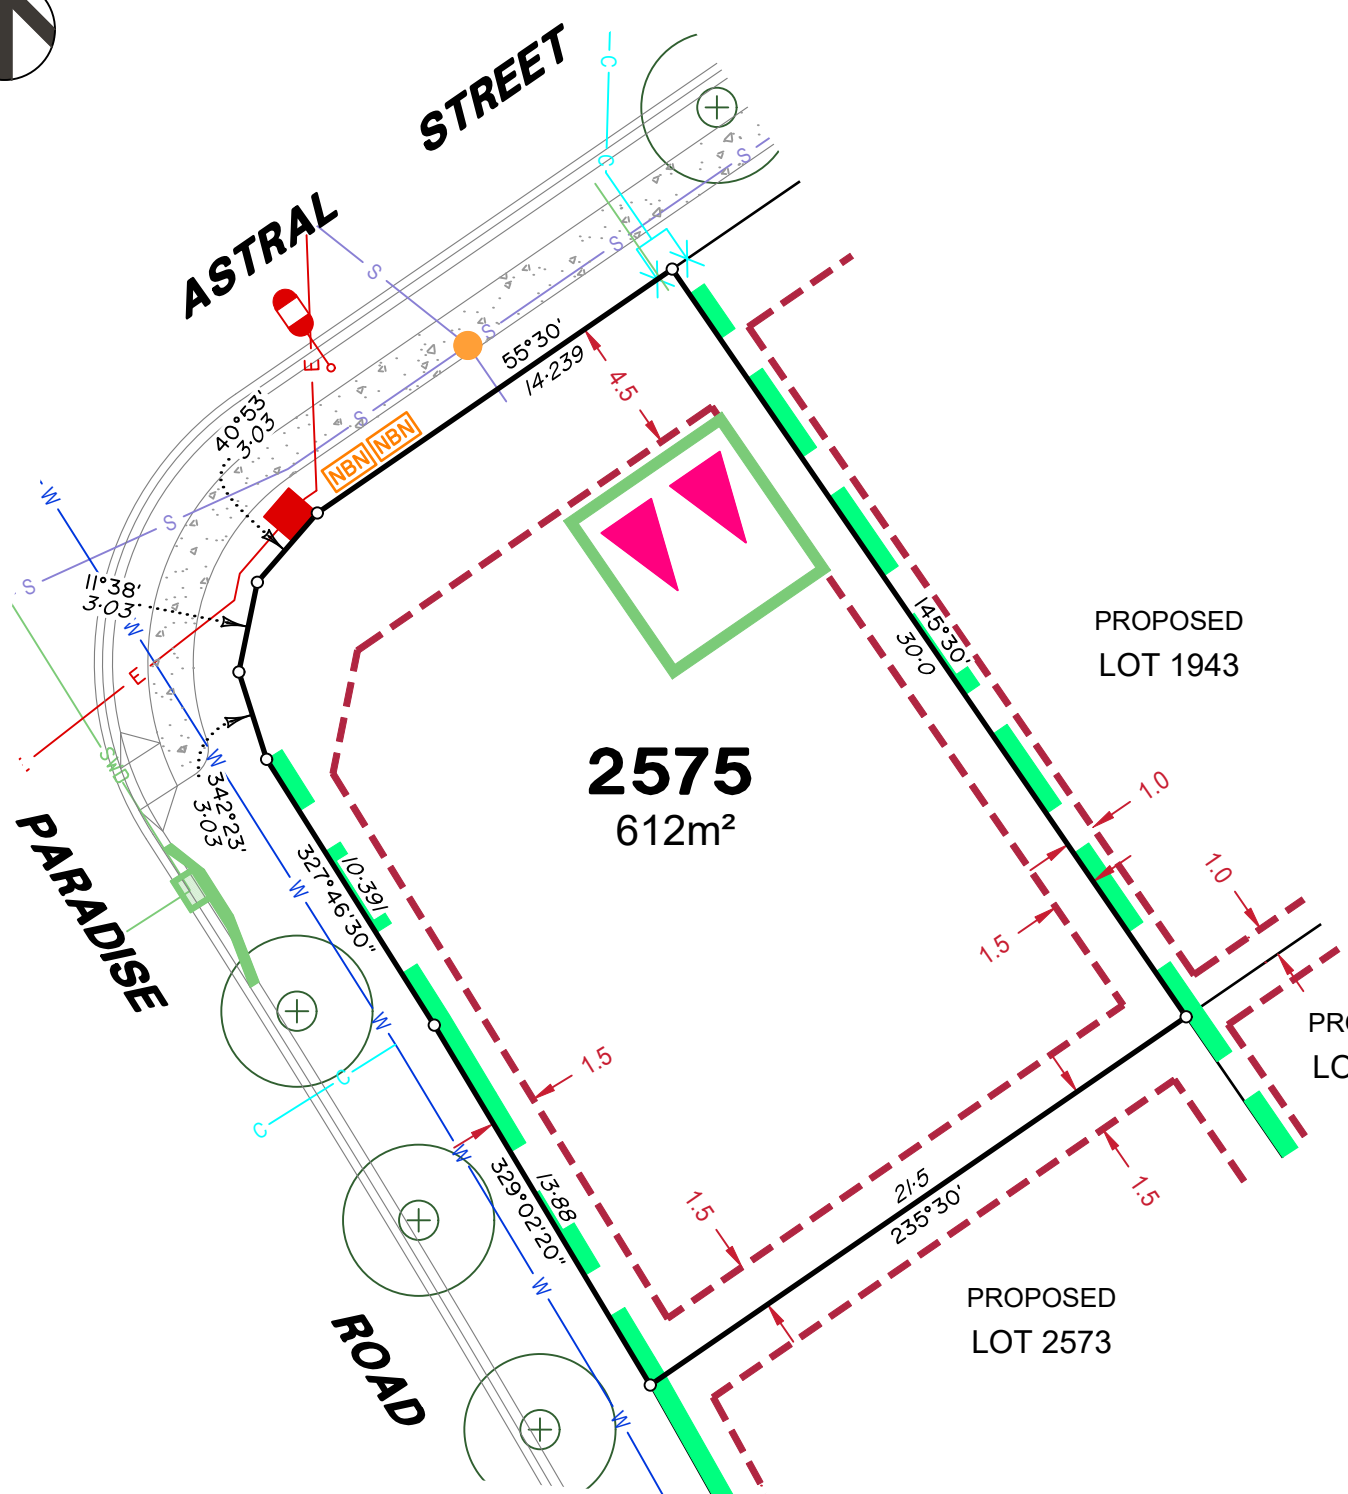 STREET
ASTRAL
C
C
S
S
S
S
S
S
S
E
E
55°30'
14·239
4.5
40°53'
3·03
NBN
NBN
W
W
W
W
W
W
W
W
11°38'
3·03
SWD
342°23'
3·03
PARADISE
ROAD
327°46'30"
10·391
329°02'20"
13·88
C
C
145°30'
30·0
2575
612m²
PROPOSED
LOT 1943
1.0
1.0
1.5
1.5
1.5
1.5
21·5
235°30'
PROPOSED
LOT 2573